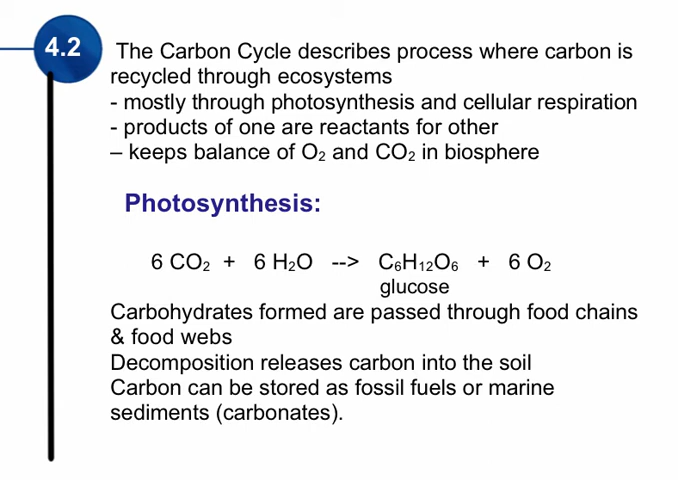 4.2
The Carbon Cycle describes process where carbon is
recycled through ecosystems
- mostly through photosynthesis and cellular respiration
- products of one are reactants for other
– keeps balance of O₂ and CO₂ in biosphere
Photosynthesis:
6 CO₂ + 6 H₂O --> C₆H₁₂O₆ + 6 O₂
glucose
Carbohydrates formed are passed through food chains
& food webs
Decomposition releases carbon into the soil
Carbon can be stored as fossil fuels or marine
sediments (carbonates).